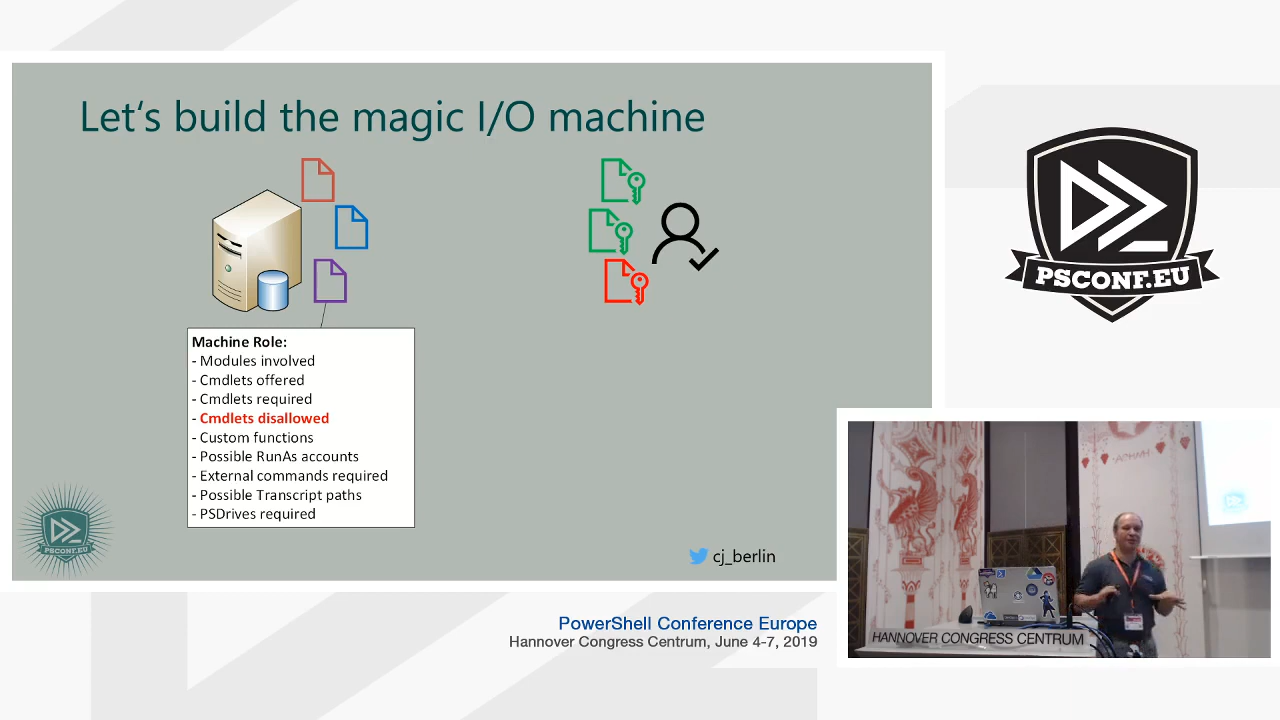 Let's build the magic I/O machine
Machine Role:
- Modules involved
- Cmdlets offered
- Cmdlets required
- Cmdlets disallowed
- Custom functions
- Possible RunAs accounts
- External commands required
- Possible Transcript paths
- PSDrives required
PSCONF.EU
cj_berlin
PSCONF.EU
PowerShell Conference Europe
Hannover Congress Centrum, June 4-7, 2019
HANNOVER CONGRESS CENTRUM